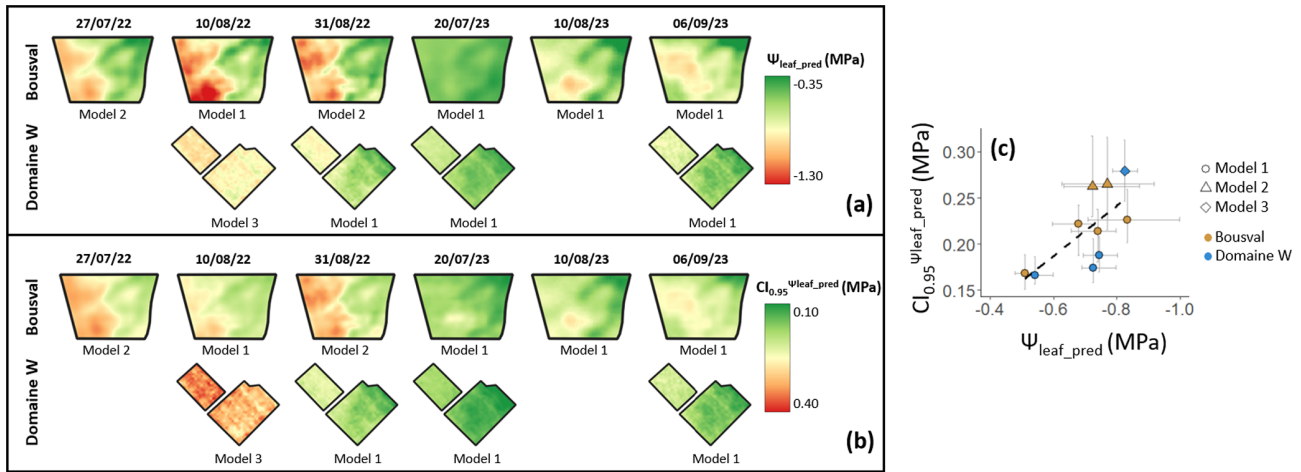 27/07/22 10/08/22 31/08/22 20/07/23 10/08/23 06/09/23
Bousval
Model 2 Model 1 Model 2 Model 1 Model 1 Model 1
Ψleaf_pred (MPa)
-0.35
-1.30
Domaine W
Model 3 Model 1 Model 1 Model 1
(a)
27/07/22 10/08/22 31/08/22 20/07/23 10/08/23 06/09/23
Bousval
Model 2 Model 1 Model 2 Model 1 Model 1 Model 1
CI0.95 Ψleaf_pred (MPa)
0.10
0.40
Domaine W
Model 3 Model 1 Model 1 Model 1
(b)
(c)
CI0.95 Ψleaf_pred (MPa)
0.30
0.25
0.20
0.15
-0.4 -0.6 -0.8 -1.0
Ψleaf_pred (MPa)
Model 1
Model 2
Model 3
Bousval
Domaine W